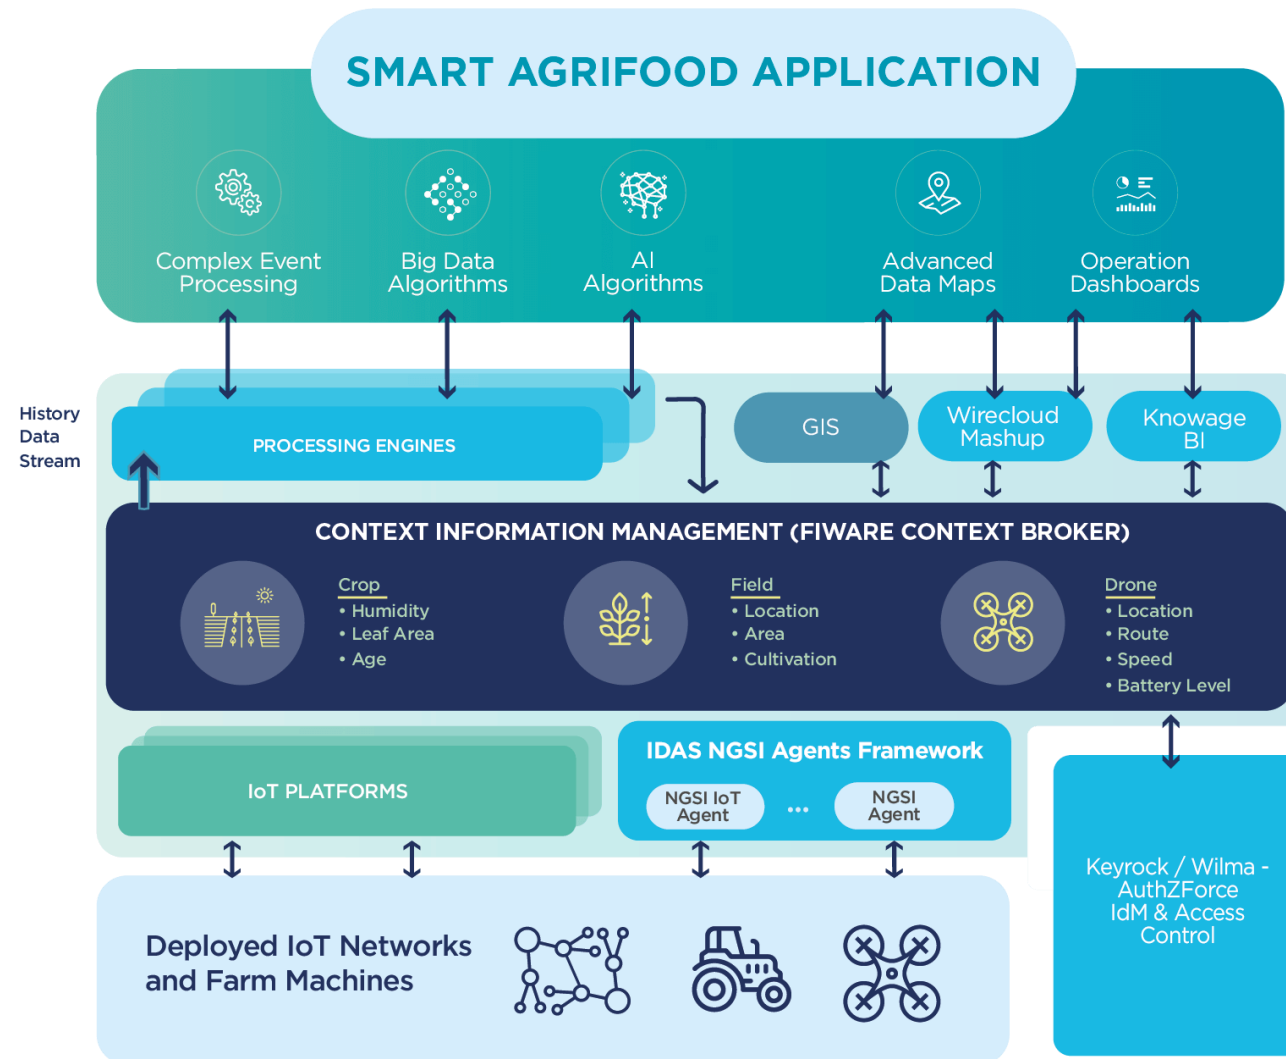 SMART AGRIFOOD APPLICATION
Complex Event
Processing
Big Data
Algorithms
AI
Algorithms
Advanced
Data Maps
Operation
Dashboards
History
Data
Stream
PROCESSING ENGINES
GIS
Wirecloud
Mashup
Knowage
BI
CONTEXT INFORMATION MANAGEMENT (FIWARE CONTEXT BROKER)
Crop
• Humidity
• Leaf Area
• Age
Field
• Location
• Area
• Cultivation
Drone
• Location
• Route
• Speed
• Battery Level
IoT PLATFORMS
IDAS NGSI Agents Framework
NGSI IoT
Agent
...
NGSI
Agent
Keyrock / Wilma -
AuthZForce
IdM & Access
Control
Deployed IoT Networks
and Farm Machines